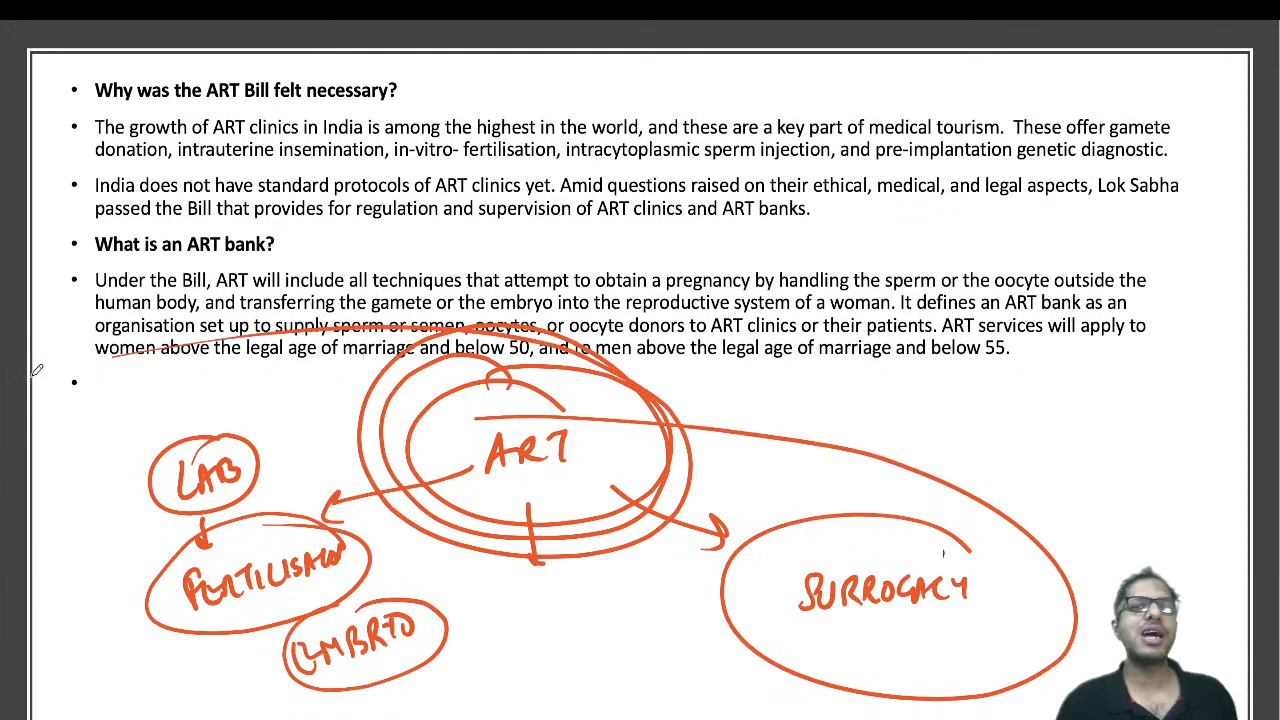 • Why was the ART Bill felt necessary?
• The growth of ART clinics in India is among the highest in the world, and these are a key part of medical tourism. These offer gamete
donation, intrauterine insemination, in-vitro- fertilisation, intracytoplasmic sperm injection, and pre-implantation genetic diagnostic.
• India does not have standard protocols of ART clinics yet. Amid questions raised on their ethical, medical, and legal aspects, Lok Sabha
passed the Bill that provides for regulation and supervision of ART clinics and ART banks.
• What is an ART bank?
• Under the Bill, ART will include all techniques that attempt to obtain a pregnancy by handling the sperm or the oocyte outside the
human body, and transferring the gamete or the embryo into the reproductive system of a woman. It defines an ART bank as an
organisation set up to supply sperm or semen, oocytes, or oocyte donors to ART clinics or their patients. ART services will apply to
women above the legal age of marriage and below 50, and to men above the legal age of marriage and below 55.
•
ART
LAB
FERTILISATION
SURROGACY
EMBRYO